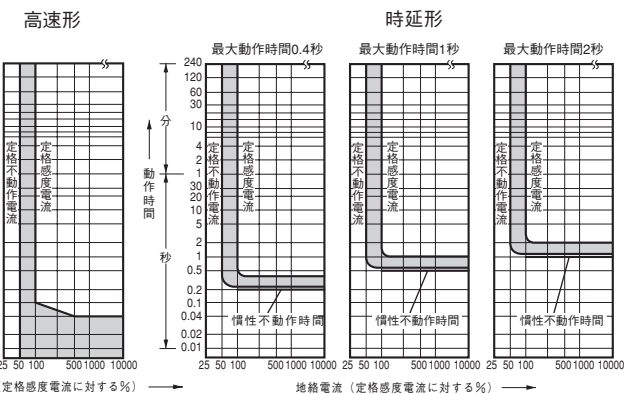 高速形
時延形
最大動作時間0.4秒
最大動作時間1秒
最大動作時間2秒
240
120
60
30
10
4
2
1
30
20
10
5
2
1
0.5
0.2
0.1
0.04
0.02
0.01
分
動作時間
秒
定格不動作電流
定格感度電流
定格不動作電流
定格感度電流
定格不動作電流
定格感度電流
定格不動作電流
定格感度電流
慣性不動作時間
慣性不動作時間
慣性不動作時間
25 50 100 500 1000 10000
25 50 100 500 1000 10000
25 50 100 500 1000 10000
25 50 100 500 1000 10000
定格感度電流に対する%)
地絡電流(定格感度電流に対する%)